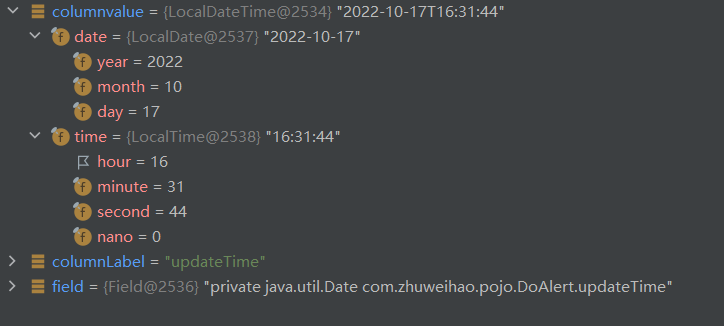 columnvalue = {LocalDateTime@2534} "2022-10-17T16:31:44"
f date = {LocalDate@2537} "2022-10-17"
f year = 2022
f month = 10
f day = 17
f time = {LocalTime@2538} "16:31:44"
hour = 16
f minute = 31
f second = 44
f nano = 0
columnLabel = "updateTime"
field = {Field@2536} "private java.util.Date com.zhuweihao.pojo.DoAlert.updateTime"